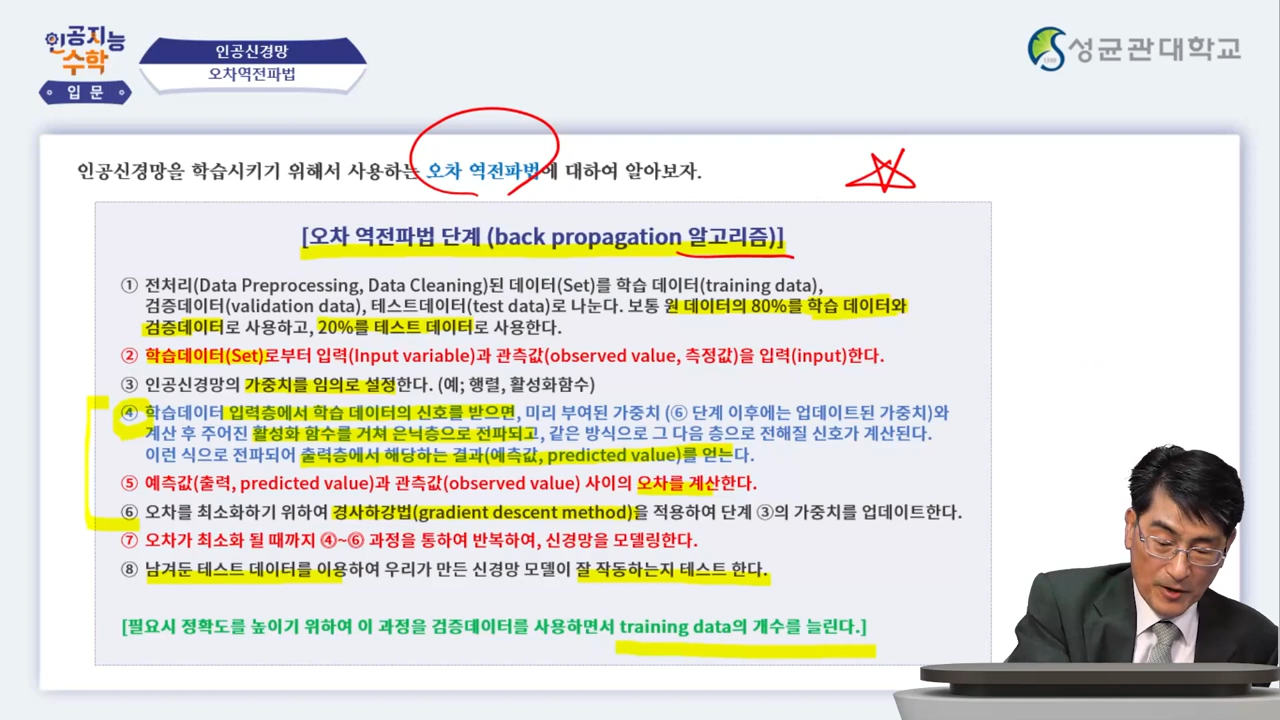 인공지능
수학
입문
인공신경망
오차역전파법
성균관대학교
인공신경망을 학습시키기 위해서 사용하는 오차 역전파법에 대하여 알아보자.
[오차 역전파법 단계 (back propagation 알고리즘)]
① 전처리(Data Preprocessing, Data Cleaning)된 데이터(Set)를 학습 데이터(training data),
검증데이터(validation data), 테스트데이터(test data)로 나눈다. 보통 원 데이터의 80%를 학습 데이터와
검증데이터로 사용하고, 20%를 테스트 데이터로 사용한다.
② 학습데이터(Set)로부터 입력(Input variable)과 관측값(observed value, 측정값)을 입력(input)한다.
③ 인공신경망의 가중치를 임의로 설정한다. (예; 행렬, 활성화함수)
④ 학습데이터 입력층에서 학습 데이터의 신호를 받으면, 미리 부여된 가중치 (⑥ 단계 이후에는 업데이트된 가중치)와
계산 후 주어진 활성화 함수를 거쳐 은닉층으로 전파되고, 같은 방식으로 그 다음 층으로 전해질 신호가 계산된다.
이런 식으로 전파되어 출력층에서 해당하는 결과(예측값, predicted value)를 얻는다.
⑤ 예측값(출력, predicted value)과 관측값(observed value) 사이의 오차를 계산한다.
⑥ 오차를 최소화하기 위하여 경사하강법(gradient descent method)을 적용하여 단계 ③의 가중치를 업데이트한다.
⑦ 오차가 최소화 될 때까지 ④~⑥ 과정을 통하여 반복하여, 신경망을 모델링한다.
⑧ 남겨둔 테스트 데이터를 이용하여 우리가 만든 신경망 모델이 잘 작동하는지 테스트 한다.
[필요시 정확도를 높이기 위하여 이 과정을 검증데이터를 사용하면서 training data의 개수를 늘린다.]